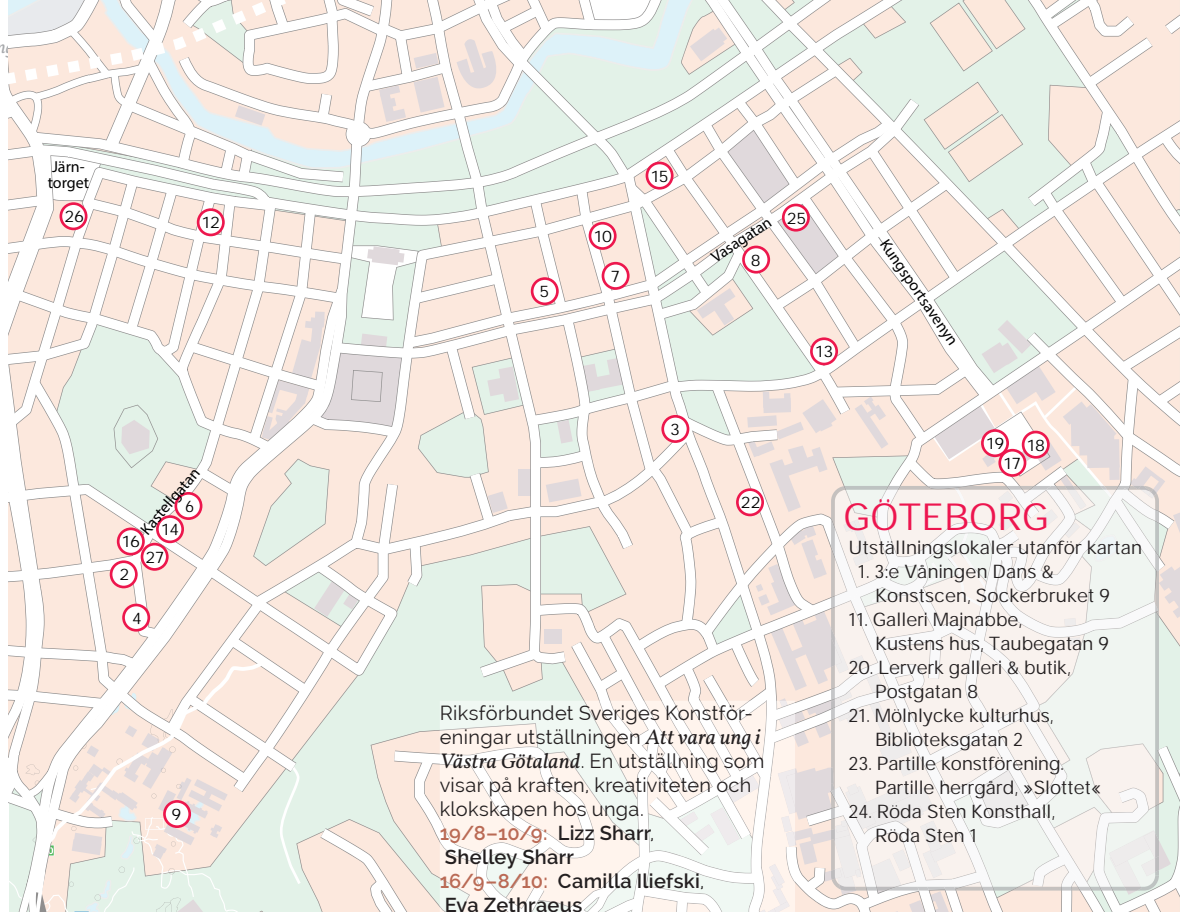 Järn-
torget
26
12
15
10
25
Vasagatan
8
7
5
Kungsportsavenyn
13
3
19
18
17
22
Kastellgatan
6
14
16
27
2
4
9
GÖTEBORG
Utställningslokaler utanför kartan
1. 3:e Våningen Dans &
Konstscen, Sockerbruket 9
11. Galleri Majnabbe,
Kustens hus, Taubegatan 9
20. Lerverk galleri & butik,
Postgatan 8
21. Mölnlycke kulturhus,
Biblioteksgatan 2
23. Partille konstförening.
Partille herrgård, »Slottet«
24. Röda Sten Konsthall,
Röda Sten 1
Riksförbundet Sveriges Konstför-
eningar utställningen Att vara ung i
Västra Götaland. En utställning som
visar på kraften, kreativiteten och
klokskapen hos unga.
19/8–10/9: Lizz Sharr,
Shelley Sharr
16/9–8/10: Camilla Iliefski,
Eva Zethraeus